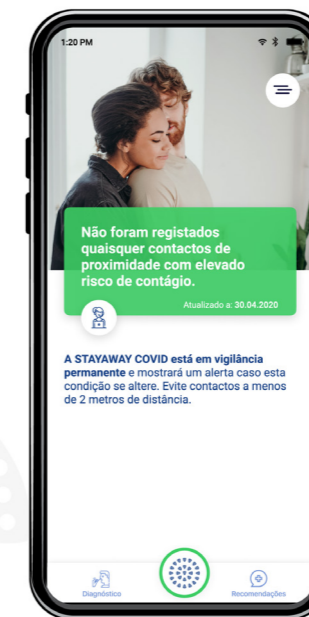 1:20 PM
Não foram registados
quaisquer contactos de
proximidade com elevado
risco de contágio.
Atualizado a: 30.04.2020
A STAYAWAY COVID está em vigilância
permanente e mostrará um alerta caso esta
condição se altere. Evite contactos a menos
de 2 metros de distância.
Diagnóstico
Recomendações